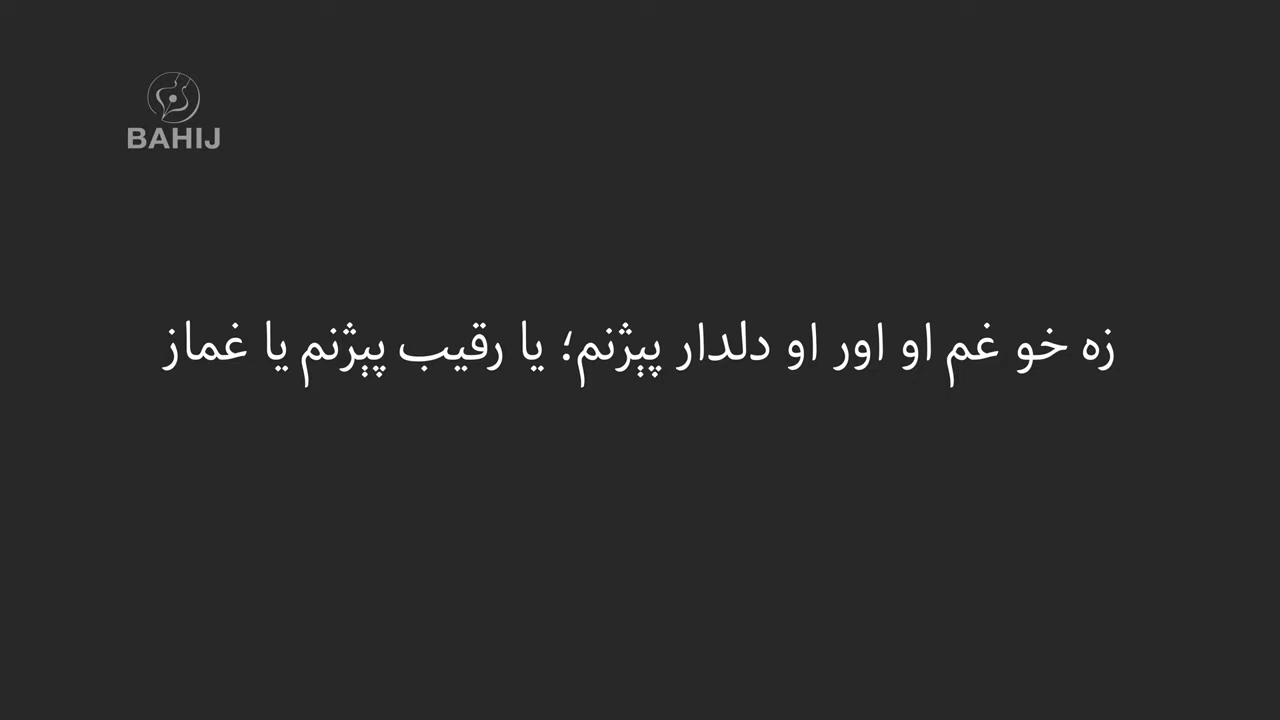 BAHIJ
زه خو غم او اور او دلدار پېژنم؛ یا رقیب پېژنم یا غماز